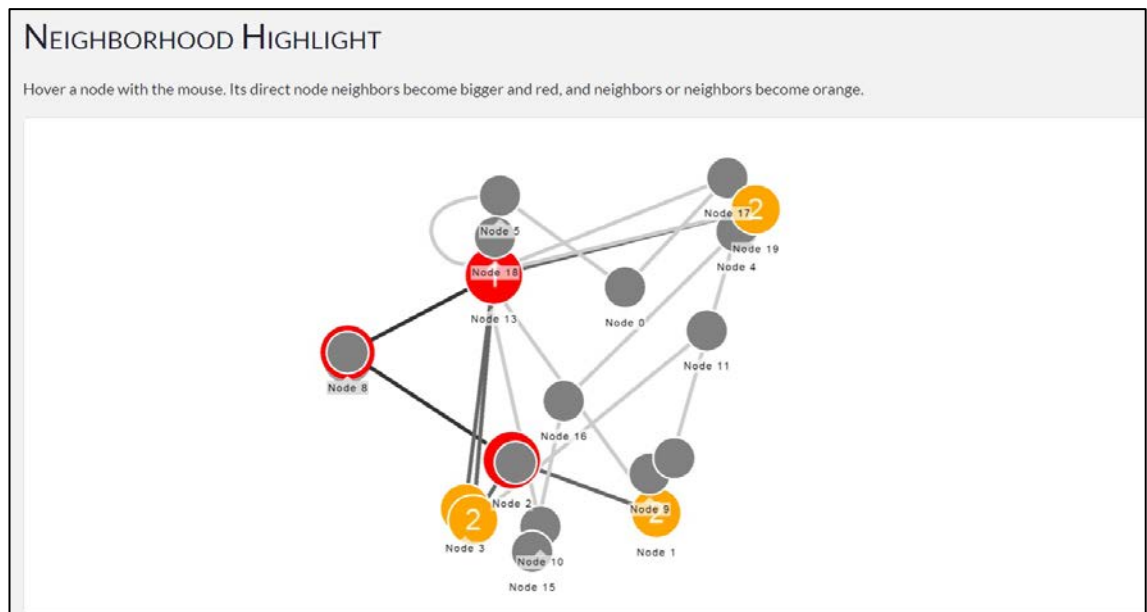 NEIGHBORHOOD HIGHLIGHT
Hover a node with the mouse. Its direct node neighbors become bigger and red, and neighbors or neighbors become orange.
Node 17
2
Node 5
Node 19
Node 4
Node 18
1
Node 13
Node 0
Node 11
Node 8
Node 16
Node 2
Node 9
2
2
Node 3
Node 1
Node 10
Node 15